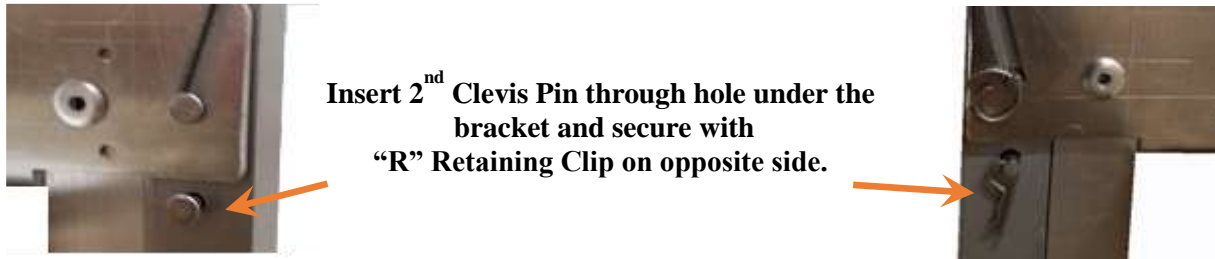 Insert 2nd Clevis Pin through hole under the
bracket and secure with
“R” Retaining Clip on opposite side.